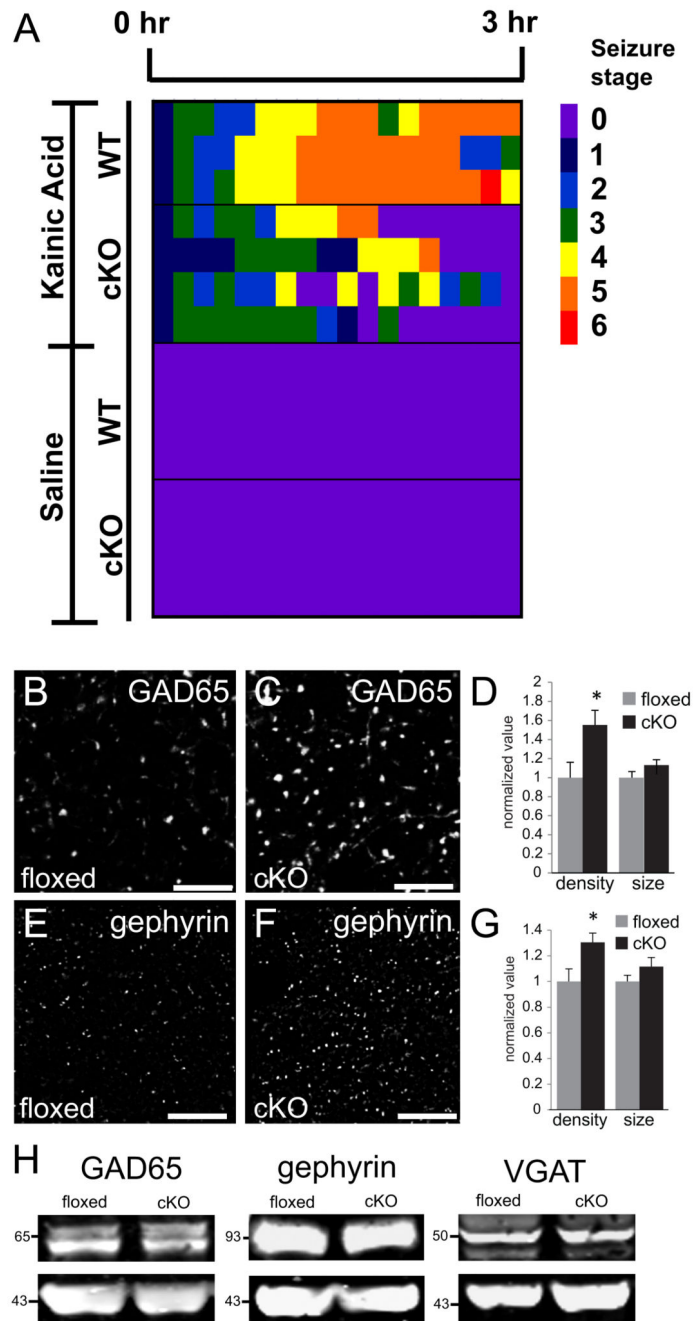 A
0 hr
3 hr
Seizure
stage
0
1
2
3
4
5
6
Kainic Acid
WT
cKO
Saline
WT
cKO
B
GAD65
floxed
C
GAD65
cKO
D
floxed
cKO
normalized value
2
1.8
1.6
1.4
1.2
1
0.8
0.6
0.4
0.2
0
*
density
size
E
gephyrin
floxed
F
gephyrin
cKO
G
floxed
cKO
normalized value
1.4
1.2
1
0.8
0.6
0.4
0.2
0
*
density
size
H
GAD65
floxed
cKO
65
43
gephyrin
floxed
cKO
93
43
VGAT
floxed
cKO
50
43